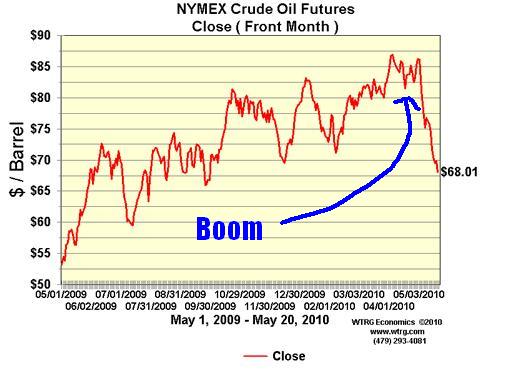 NYMEX Crude Oil Futures
Close ( Front Month )
$90
$85
$80
$75
$70
$65
$60
$55
$50
$ / Barrel
$68.01
Boom
05/01/2009 07/01/2009 08/31/2009 10/29/2009 12/30/2009 03/03/2010 05/03/2010
06/02/2009 07/31/2009 09/30/2009 11/30/2009 02/01/2010 04/01/2010
May 1, 2009 - May 20, 2010
WTRG Economics ©2010
www.wtrg.com
(479) 293-4081
Close